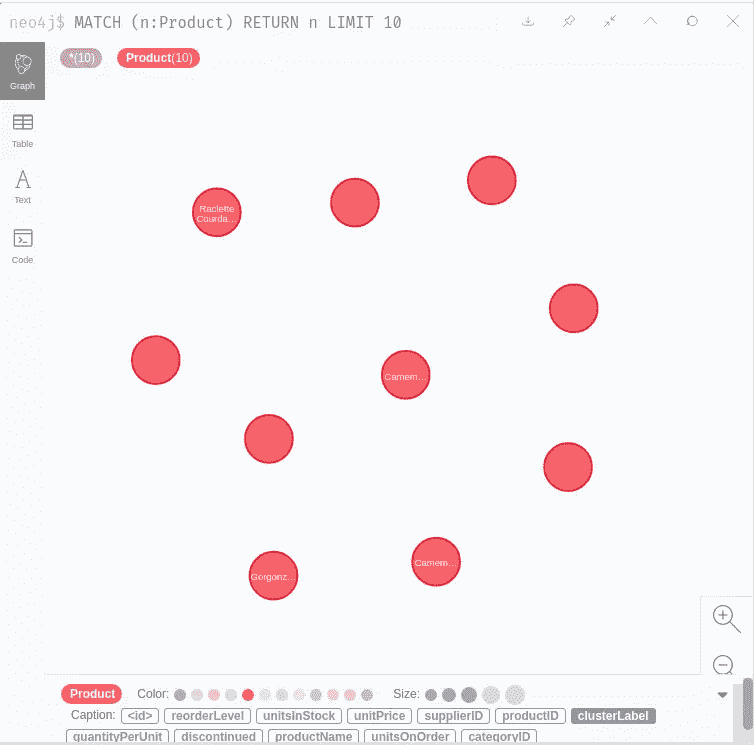 neo4j$ MATCH (n:Product) RETURN n LIMIT 10
*(10) Product(10)
Graph
Table
Text
Code
Raclette
Courda...
Camem...
Gorgonz...
Camem...
Product Color: Size:
Caption: <id> reorderLevel unitsInStock unitPrice supplierID productID clusterLabel
quantityPerUnit discontinued productName unitsOnOrder categoryID